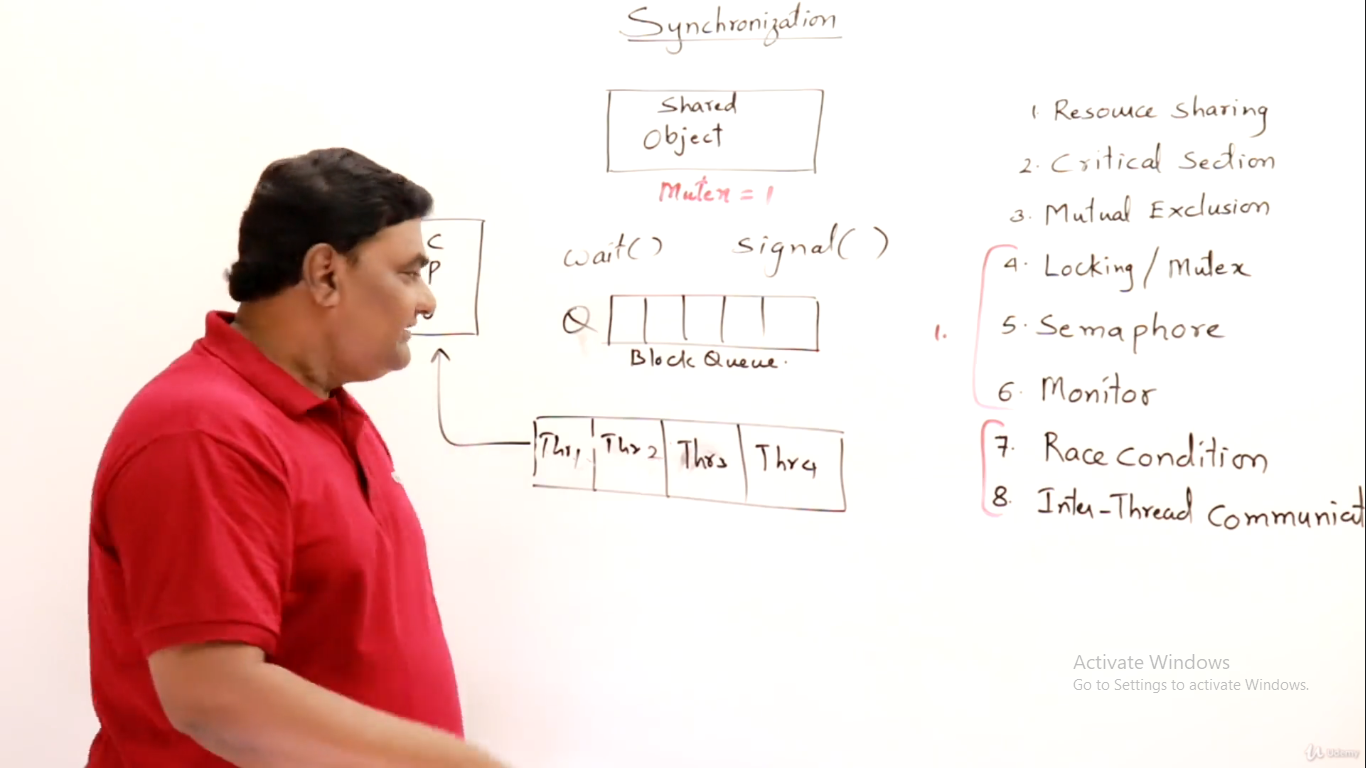 Synchronization
Shared
Object
Mutex = 1
wait()
Signal()
Q
Block Queue.
C
P
U
Thr1
Thr2
Thr3
Thr4
1. Resource Sharing
2. Critical Section
3. Mutual Exclusion
1.
4. Locking / Mutex
5. Semaphore
6. Monitor
7. Race condition
8. Inter-Thread Communicat
Activate Windows
Go to Settings to activate Windows.
Udemy